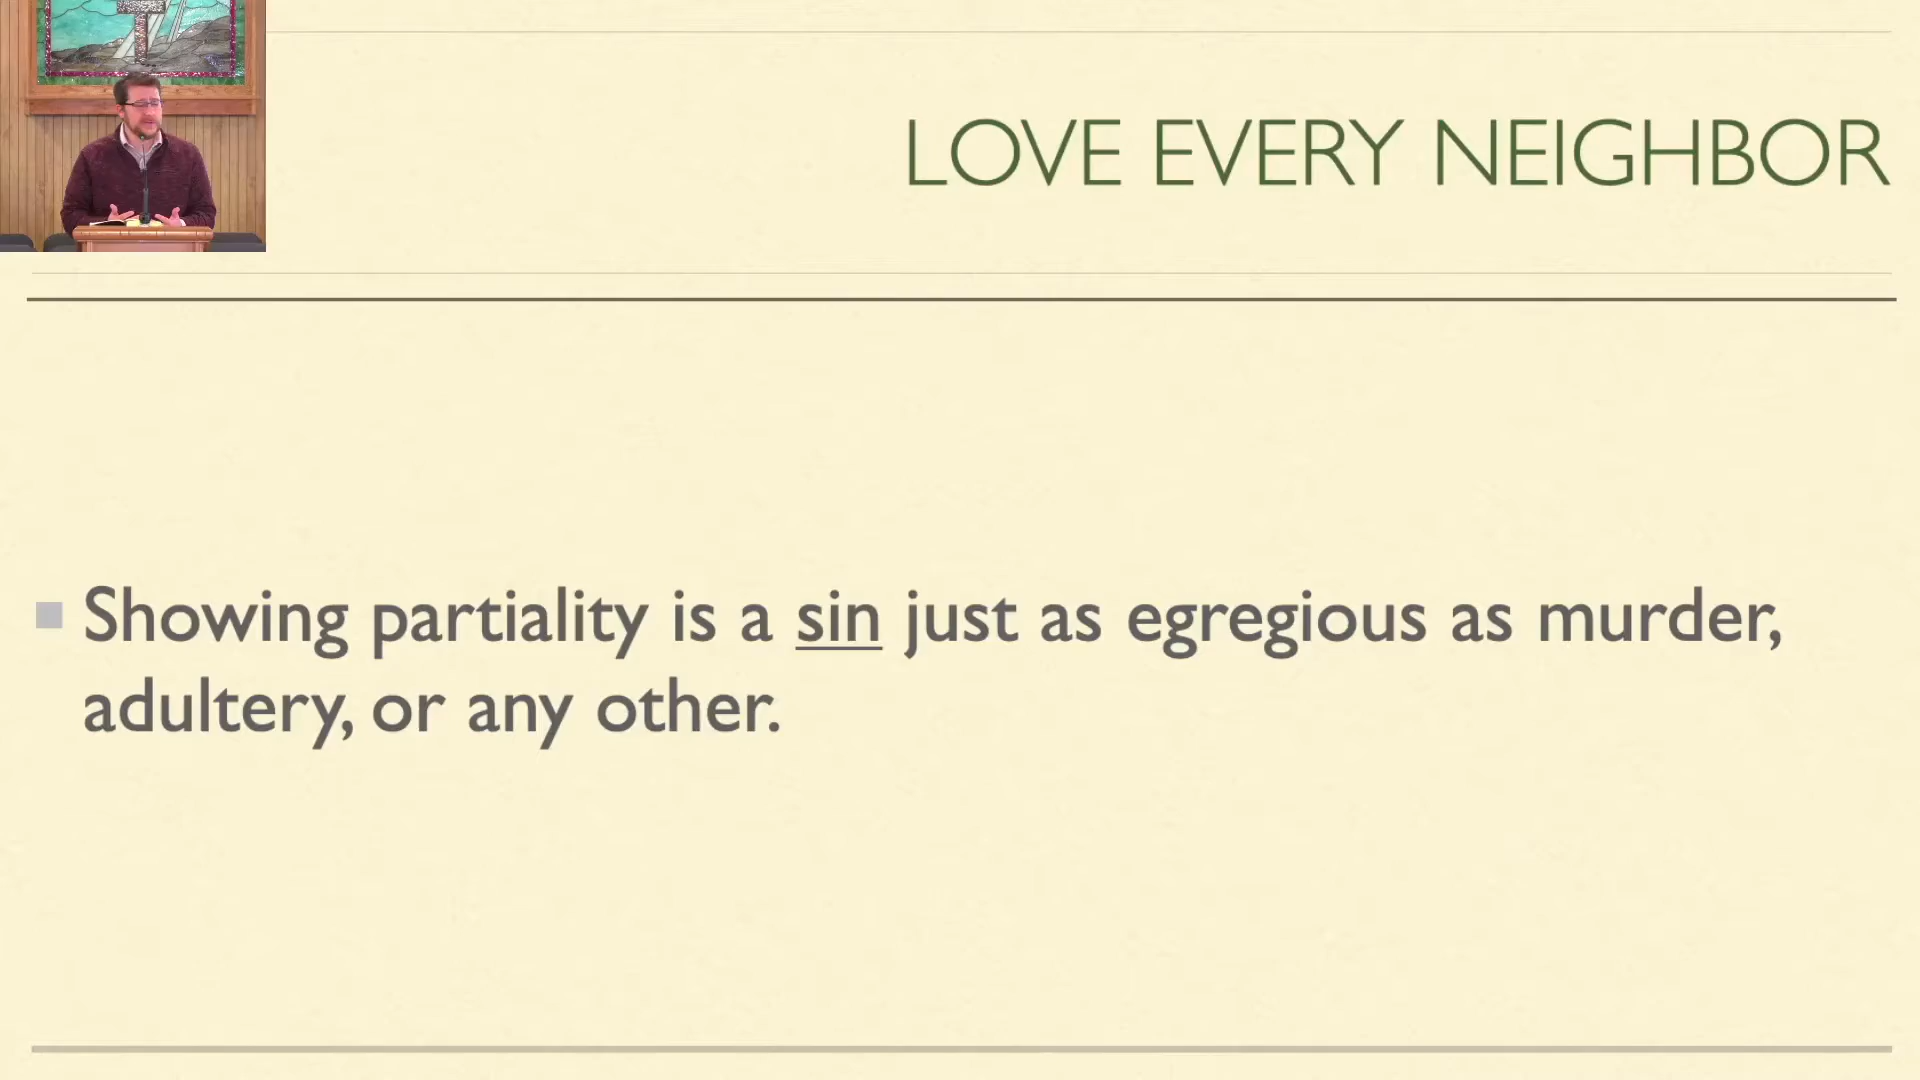 LOVE EVERY NEIGHBOR
Showing partiality is a sin just as egregious as murder,
adultery, or any other.